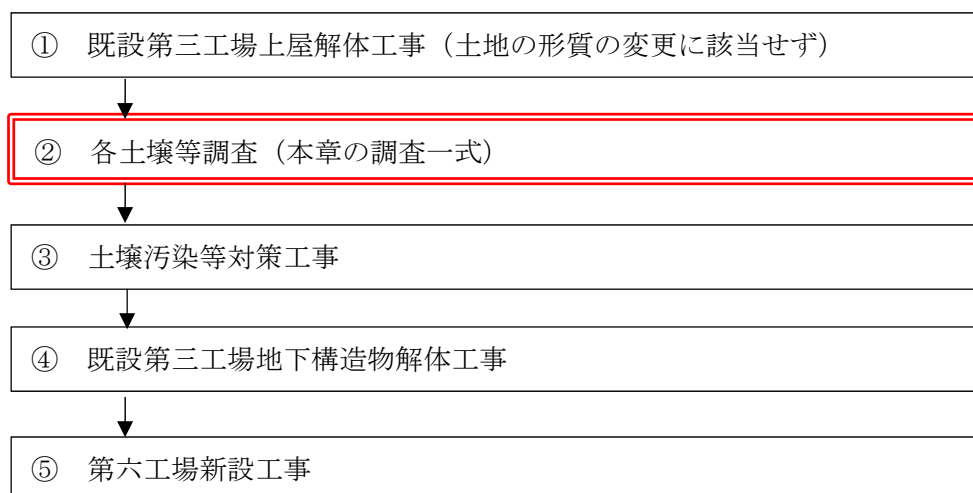 ① 既設第三工場上屋解体工事（土地の形質の変更に該当せず）
② 各土壌等調査（本章の調査一式）
③ 土壌汚染等対策工事
④ 既設第三工場地下構造物解体工事
⑤ 第六工場新設工事